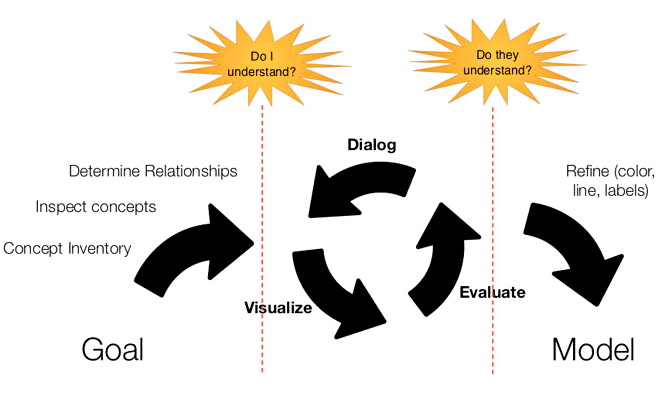 Do I
understand?
Do they
understand?
Dialog
Determine Relationships
Refine (color,
line, labels)
Inspect concepts
Concept Inventory
Visualize
Evaluate
Goal
Model